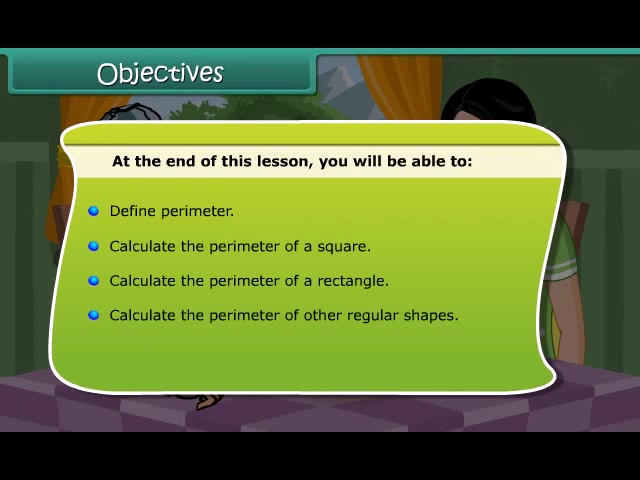 Objectives
At the end of this lesson, you will be able to:
Define perimeter.
Calculate the perimeter of a square.
Calculate the perimeter of a rectangle.
Calculate the perimeter of other regular shapes.